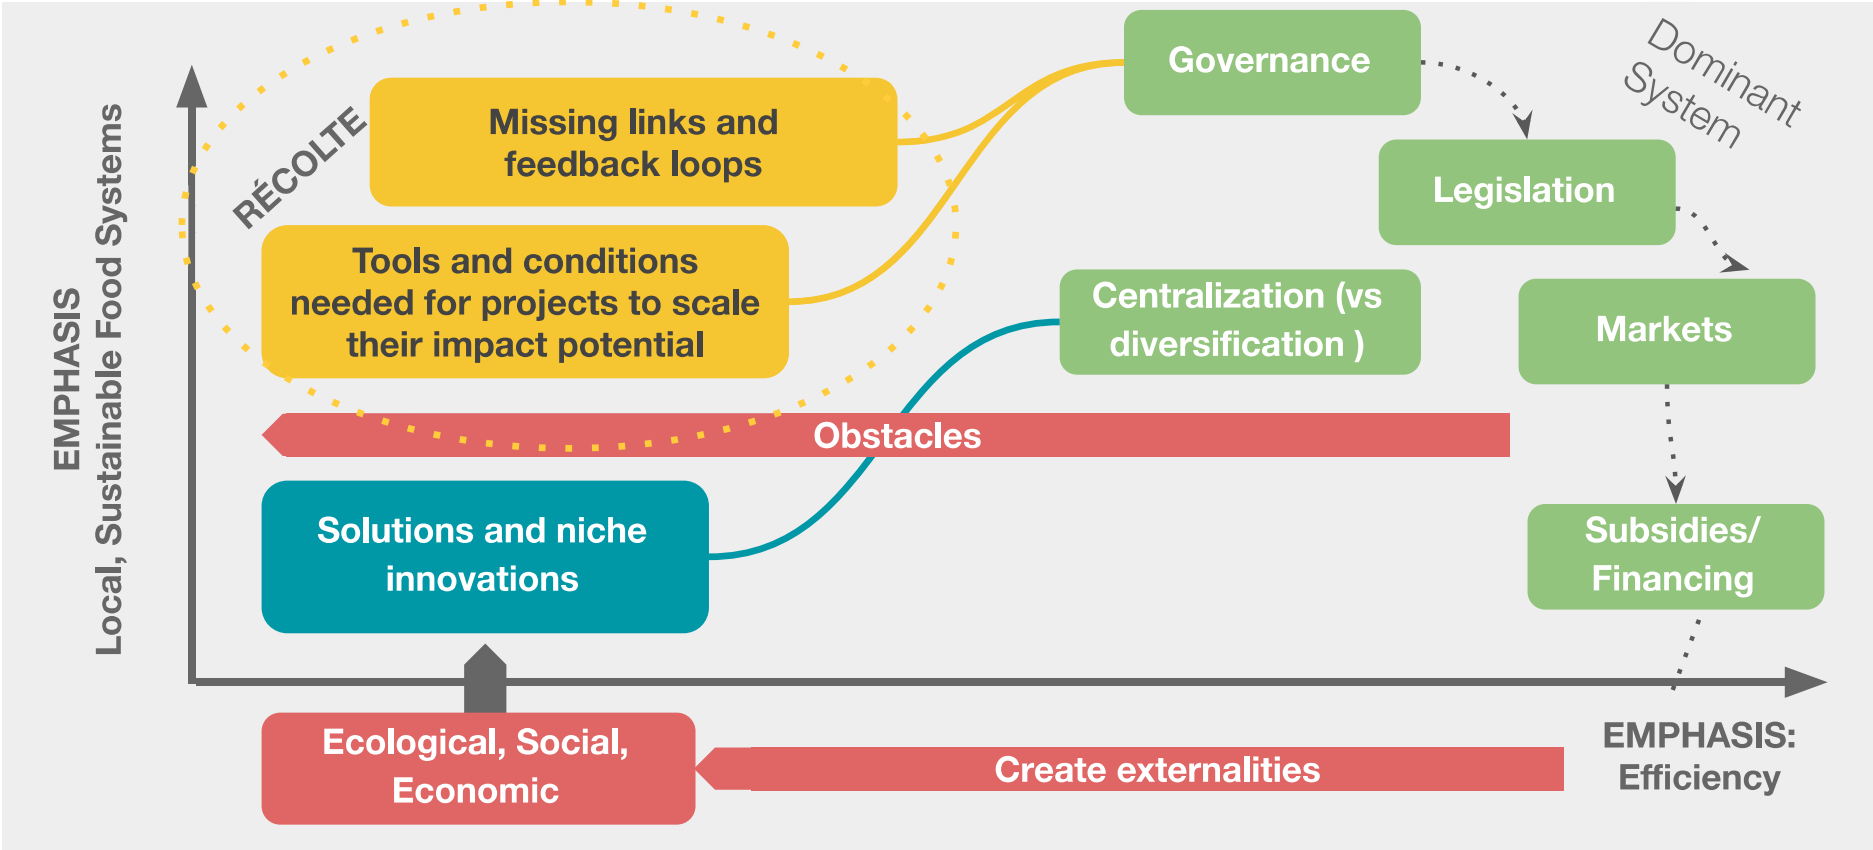 Governance
Dominant
System
Missing links and
feedback loops
RÉCOLTE
Legislation
Tools and conditions
needed for projects to scale
their impact potential
Centralization (vs
diversification )
Markets
EMPHASIS
Local, Sustainable Food Systems
Obstacles
Solutions and niche
innovations
Subsidies/
Financing
Ecological, Social,
Economic
Create externalities
EMPHASIS:
Efficiency